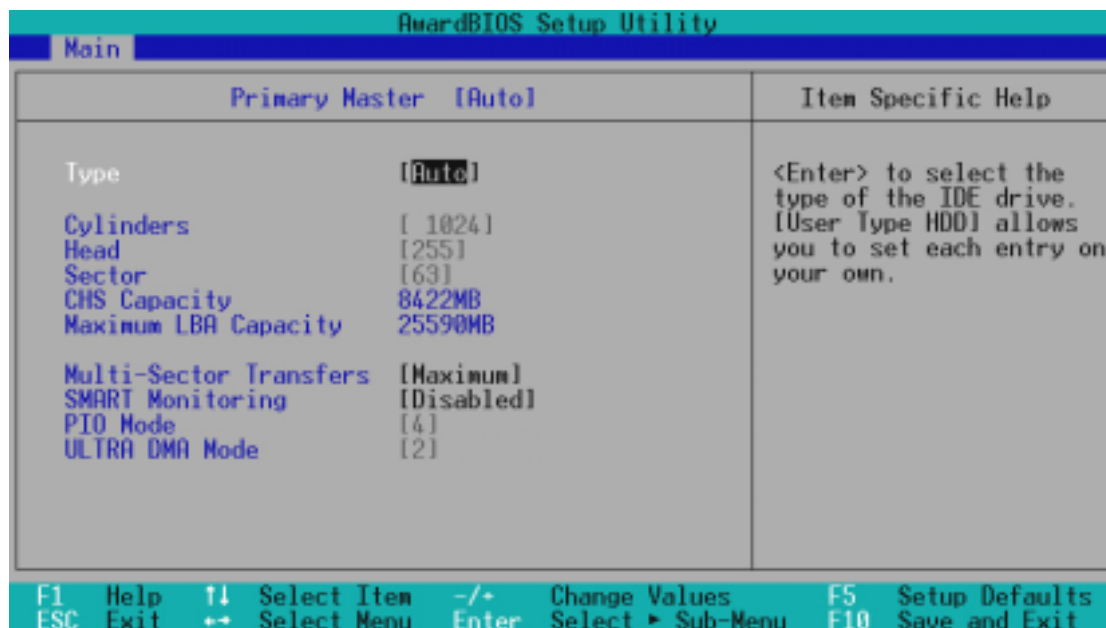 AwardBIOS Setup Utility
Main
Primary Master [Auto]
Item Specific Help
Type [Auto]
Cylinders [ 1024]
Head [255]
Sector [63]
CHS Capacity 8422MB
Maximum LBA Capacity 25590MB
Multi-Sector Transfers [Maximum]
SMART Monitoring [Disabled]
PIO Mode [4]
ULTRA DMA Mode [2]
<Enter> to select the
type of the IDE drive.
[User Type HDD] allows
you to set each entry on
your own.
F1 Help ↑↓ Select Item -/+ Change Values F5 Setup Defaults
ESC Exit ←→ Select Menu Enter Select ► Sub-Menu F10 Save and Exit